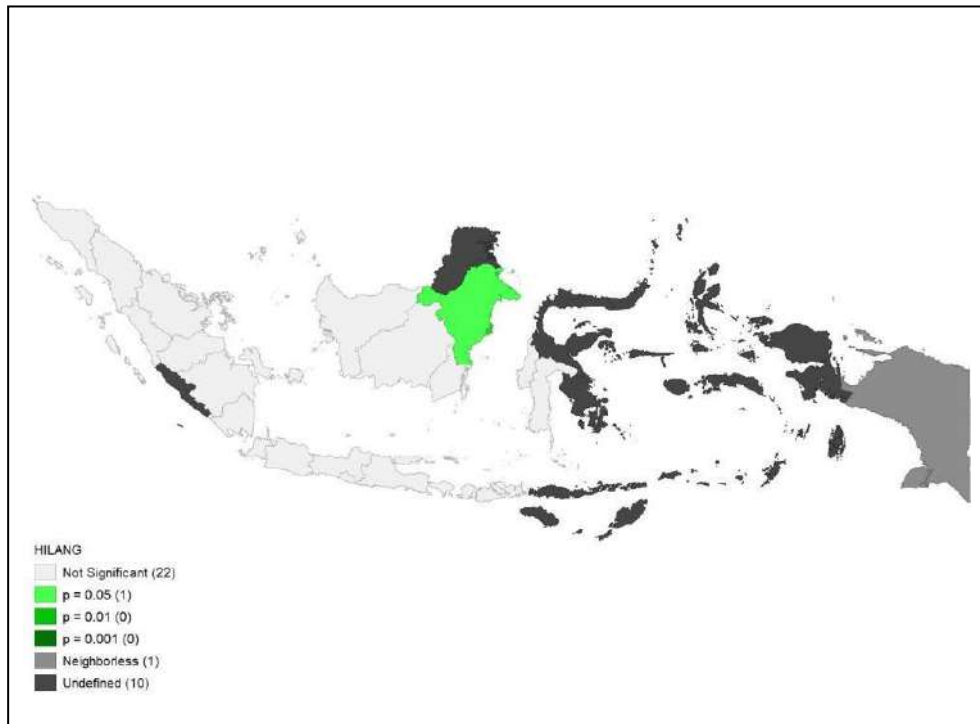 HILANG
Not Significant (22)
p = 0.05 (1)
p = 0.01 (0)
p = 0.001 (0)
Neighborless (1)
Undefined (10)